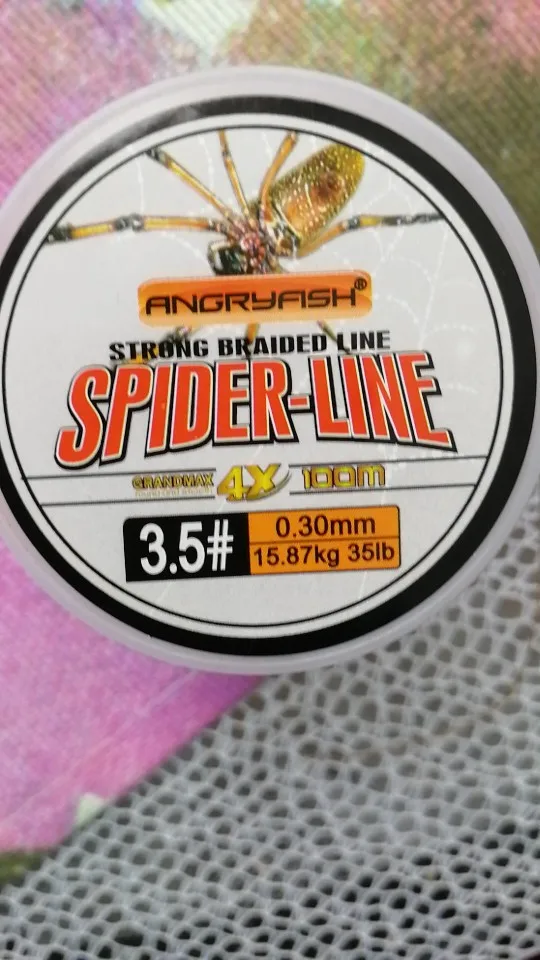 ANGRYFISH®
STRONG BRAIDED LINE
SPIDER-LINE
GRANDMAX 4X 100m
3.5# 0.30mm
15.87kg 35lb